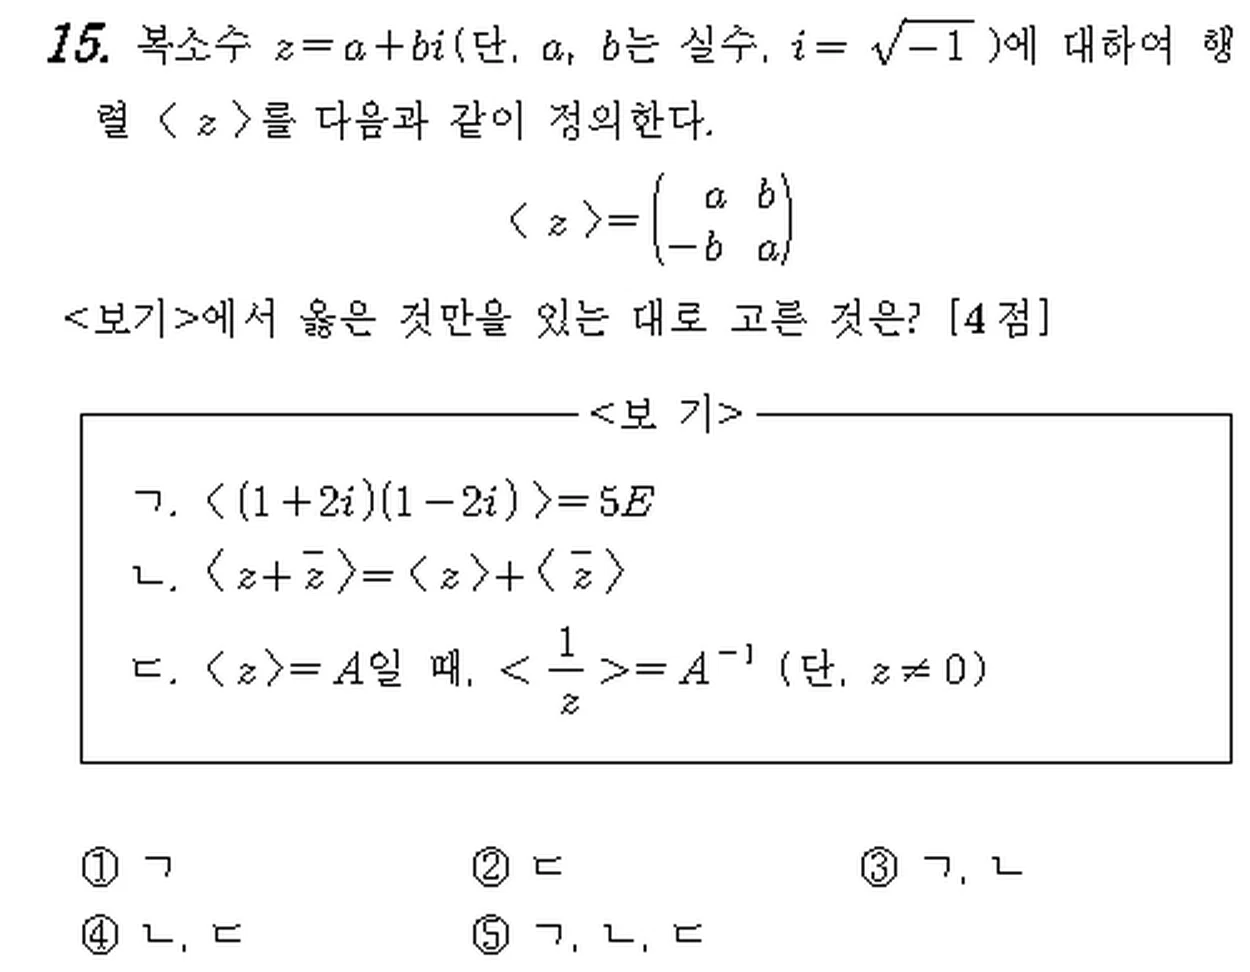 15. 복소수 z=a+bi(단, a, b는 실수, i= √-1 )에 대하여 행
렬 〈 z 〉를 다음과 같이 정의한다.
〈 z 〉= ( a b
-b a )
<보기>에서 옳은 것만을 있는 대로 고른 것은? [4점]
<보 기>
ㄱ. 〈 (1+2i)(1-2i) 〉= 5E
ㄴ. 〈 z+z̄ 〉=〈 z 〉+〈 z̄ 〉
ㄷ. 〈 z 〉= A일 때, < 1/z >= A⁻¹ (단, z≠0)
① ㄱ ② ㄷ ③ ㄱ, ㄴ
④ ㄴ, ㄷ ⑤ ㄱ, ㄴ, ㄷ